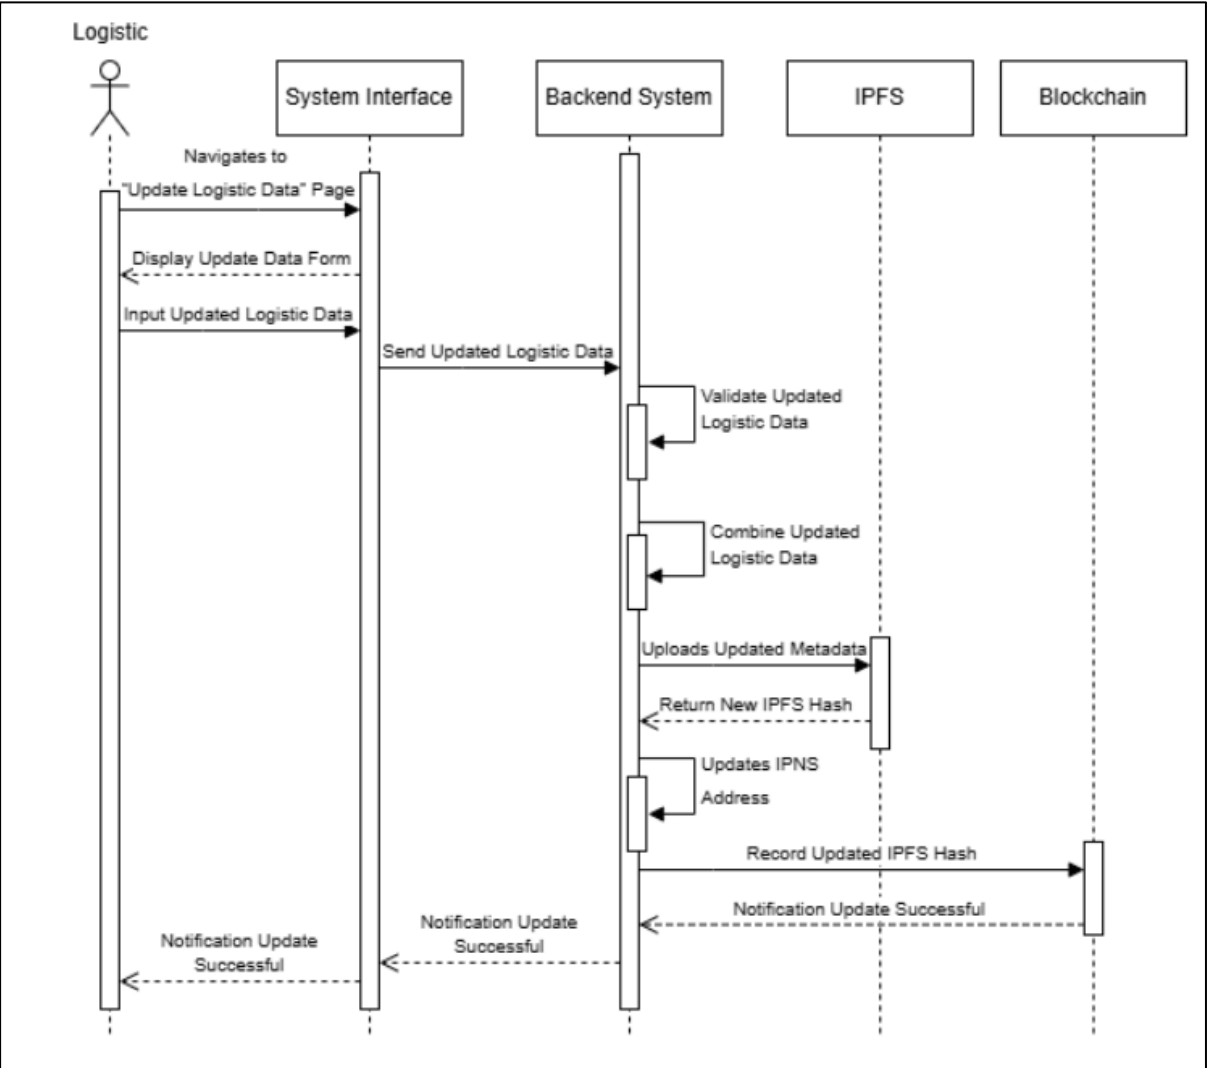 Logistic
System Interface
Backend System
IPFS
Blockchain
Navigates to
"Update Logistic Data" Page
Display Update Data Form
Input Updated Logistic Data
Send Updated Logistic Data
Validate Updated
Logistic Data
Combine Updated
Logistic Data
Uploads Updated Metadata
Return New IPFS Hash
Updates IPNS
Address
Record Updated IPFS Hash
Notification Update Successful
Notification Update
Successful
Notification Update
Successful